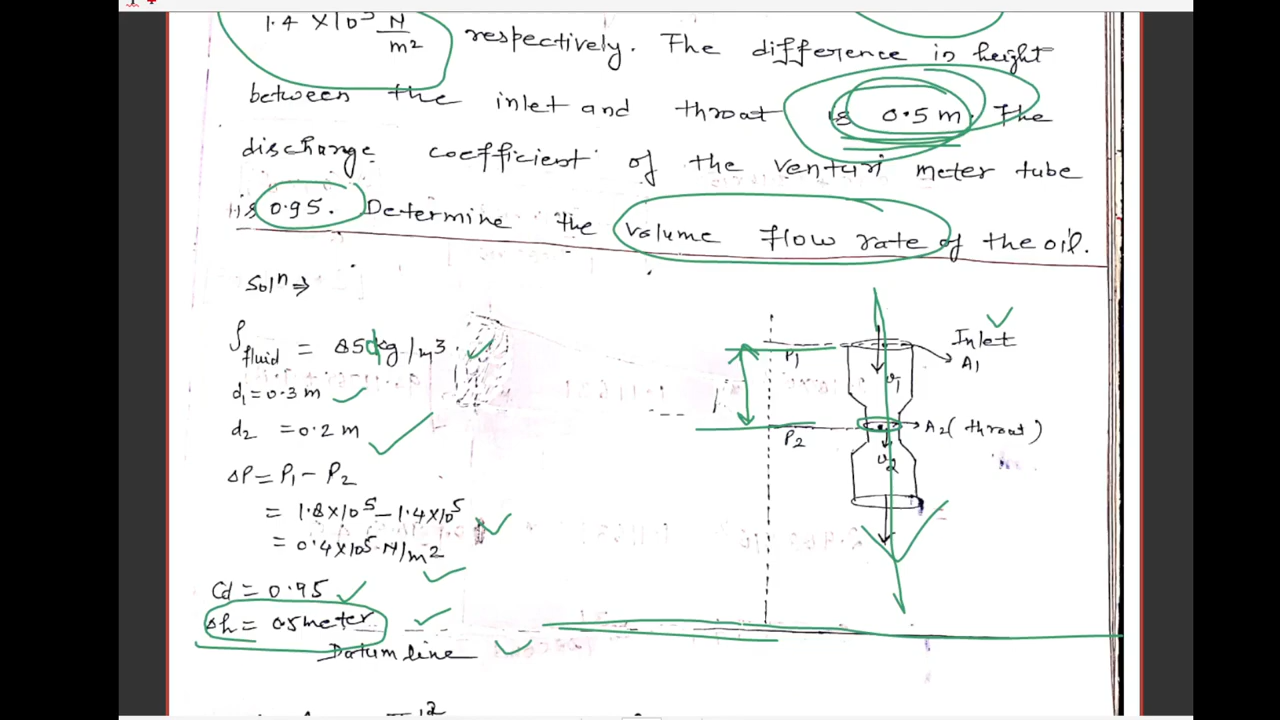 1.4 X10⁵ N/m² respectively. The difference in height
between the inlet and throat is 0.5 m. The
discharge coefficient of the venturi meter tube
is 0.95. Determine the volume flow rate of the oil.
Solⁿ ⇒
ρfluid = 850kg/m³
d₁ = 0.3 m
d₂ = 0.2 m
ΔP = P₁ - P₂
= 1.8×10⁵ - 1.4×10⁵
= 0.4×10⁵ N/m²
Cd = 0.95
Δh = 0.5 meter
Datum line
Inlet
A₁
P₁
v₁
A₂ (throat)
P₂
v₂